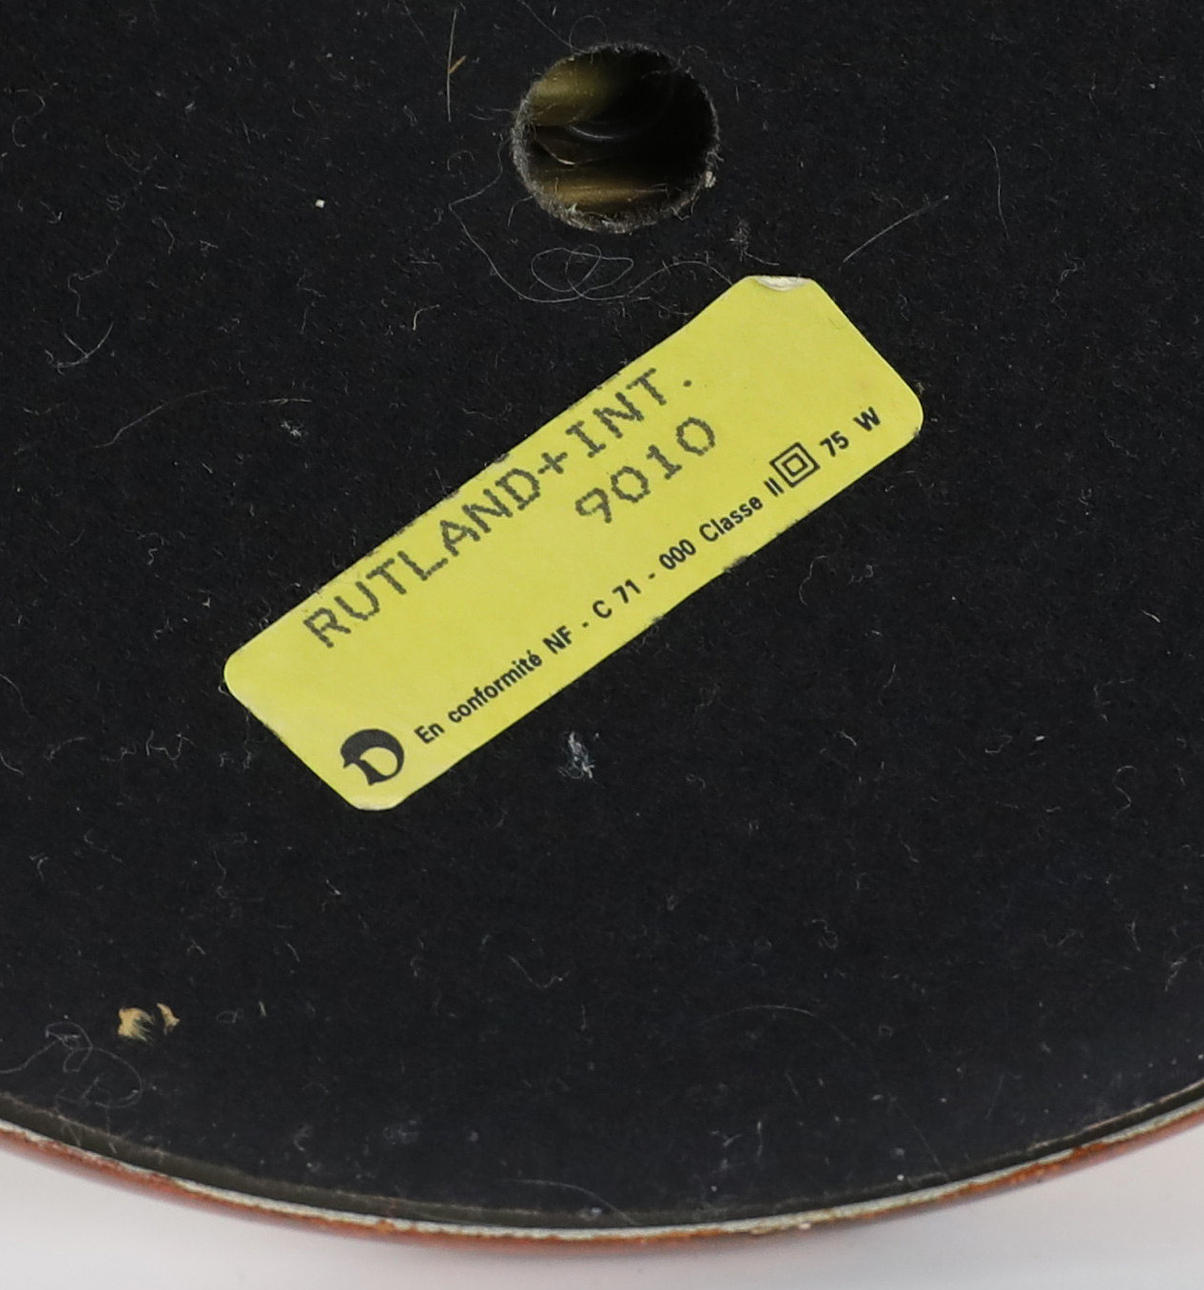 RUTLAND+INT.
9010
D En conformité NF - C 71 - 000 Classe II 75 W